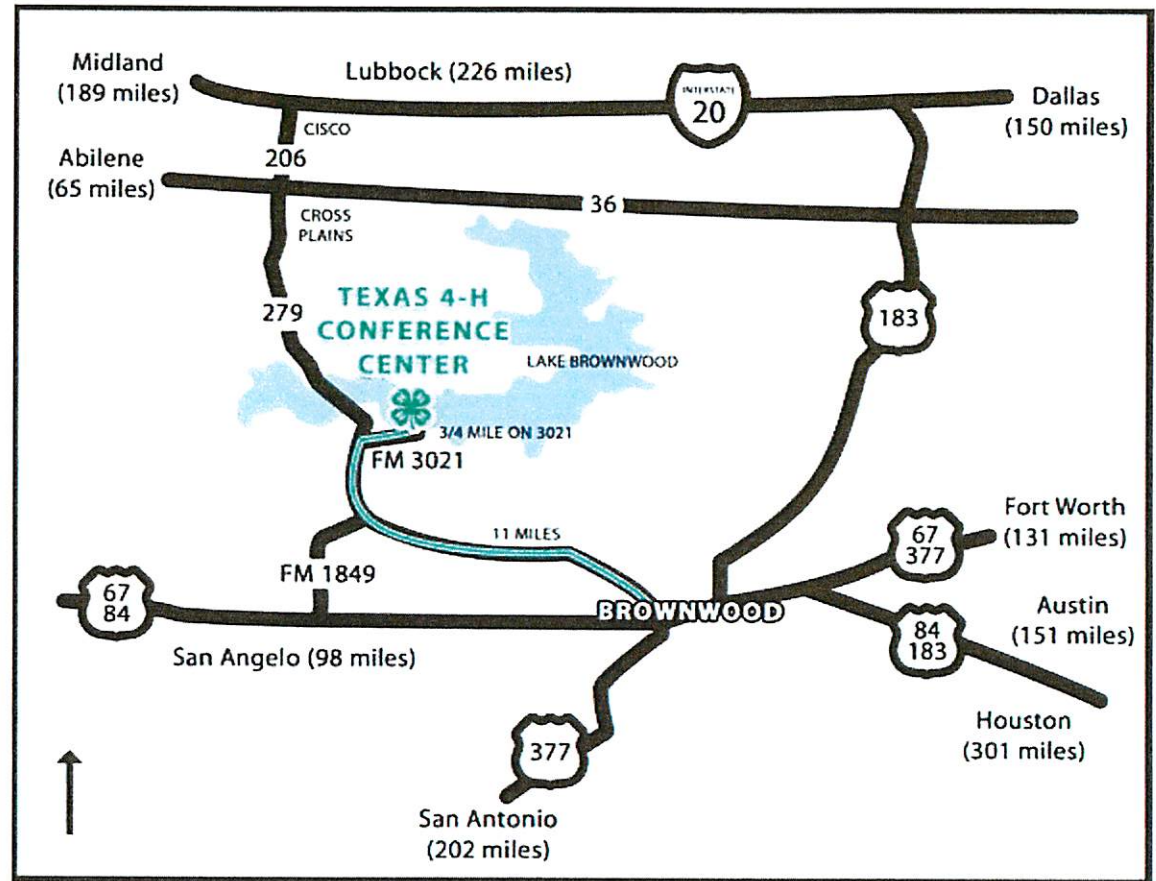 Midland
(189 miles)
Lubbock (226 miles)
INTERSTATE
20
Dallas
(150 miles)
CISCO
206
Abilene
(65 miles)
36
CROSS
PLAINS
279
TEXAS 4-H
CONFERENCE
CENTER
183
LAKE BROWNWOOD
3/4 MILE ON 3021
FM 3021
11 MILES
Fort Worth
(131 miles)
67
377
FM 1849
67
84
BROWNWOOD
Austin
(151 miles)
84
183
San Angelo (98 miles)
Houston
(301 miles)
377
San Antonio
(202 miles)